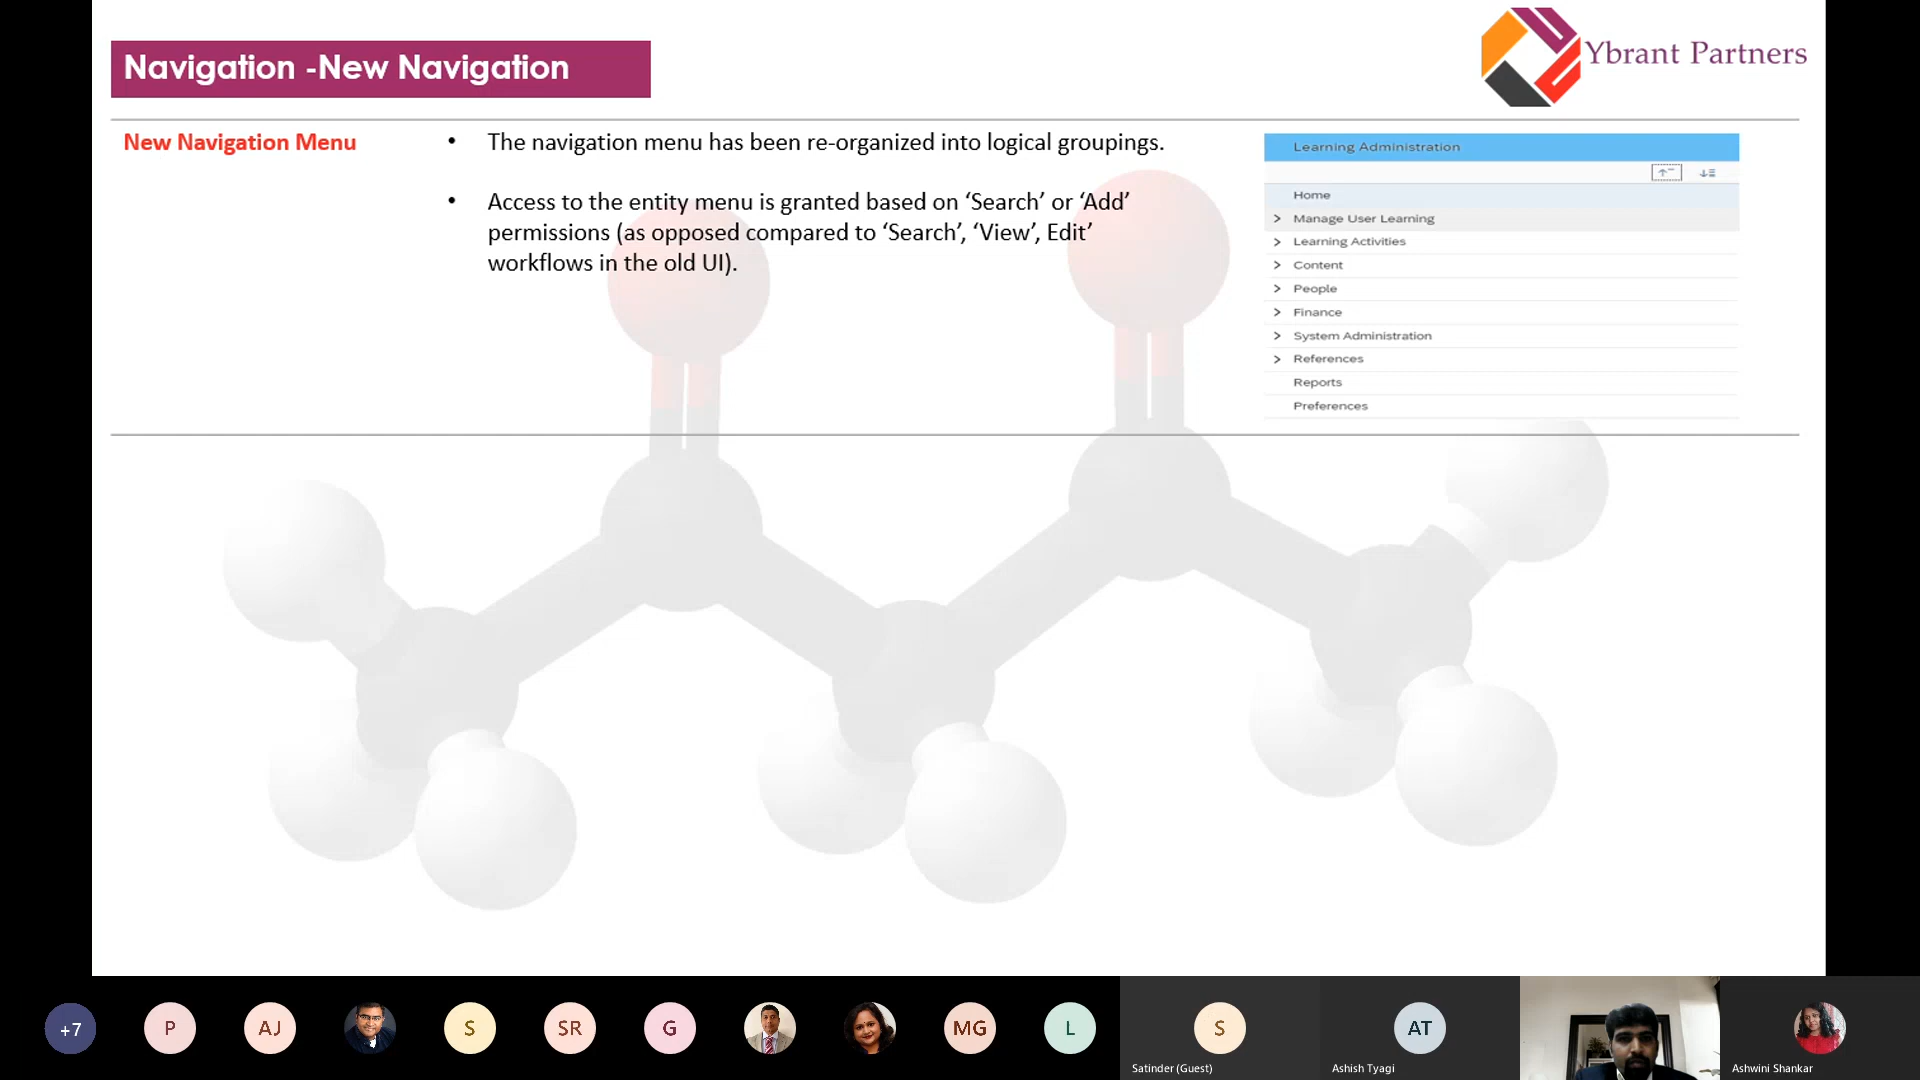 Navigation -New Navigation
Ybrant Partners
New Navigation Menu
• The navigation menu has been re-organized into logical groupings.
• Access to the entity menu is granted based on ‘Search’ or ‘Add’
permissions (as opposed compared to ‘Search’, ‘View’, Edit’
workflows in the old UI).
Learning Administration
Home
Manage User Learning
Learning Activities
Content
People
Finance
System Administration
References
Reports
Preferences
+7
P
AJ
S
SR
G
MG
L
S
Satinder (Guest)
AT
Ashish Tyagi
Ashwini Shankar